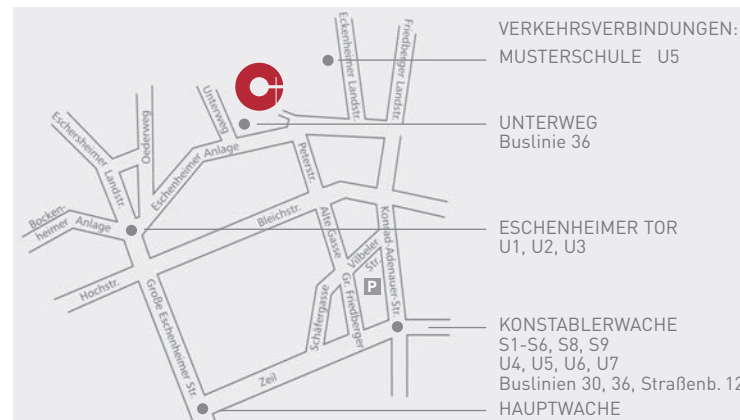 VERKEHRSVERBINDUNGEN:
MUSTERSCHULE U5
UNTERWEG
Buslinie 36
ESCHENHEIMER TOR
U1, U2, U3
KONSTABLERWACHE
S1-S6, S8, S9
U4, U5, U6, U7
Buslinien 30, 36, Straßenb. 12
HAUPTWACHE
Eckenheimer Landstr.
Friedberger Landstr.
Unterweg
Oederweg
Eschersheimer
Landstr.
Eschenheimer Anlage
Peterstr.
Bocken-
heimer Anlage
Bleichstr.
Alte Gasse
Konrad-Adenauer-Str.
Vilbeler
Str.
P
Hochstr.
Große Eschenheimer Str.
Schäfergasse
Gr. Friedberger
Zeil